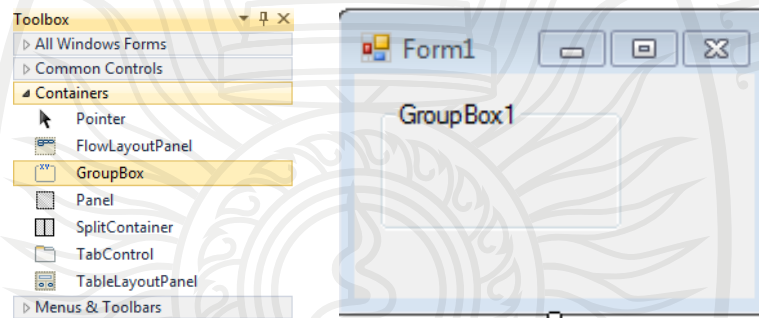 Toolbox
All Windows Forms
Common Controls
Containers
Pointer
FlowLayoutPanel
GroupBox
Panel
SplitContainer
TabControl
TableLayoutPanel
Menus & Toolbars
Form1
GroupBox1